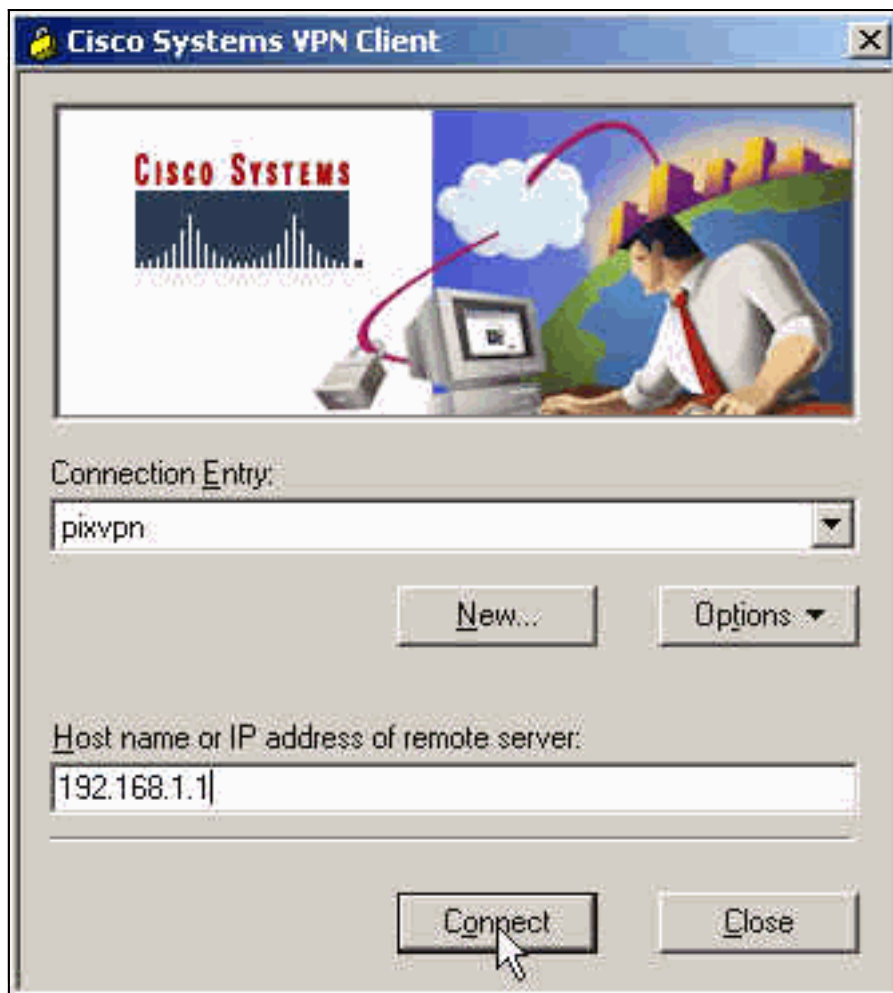 Cisco Systems VPN Client
CISCO SYSTEMS
Connection Entry:
pixvpn
New...
Options
Host name or IP address of remote server:
192.168.1.1
Connect
Close